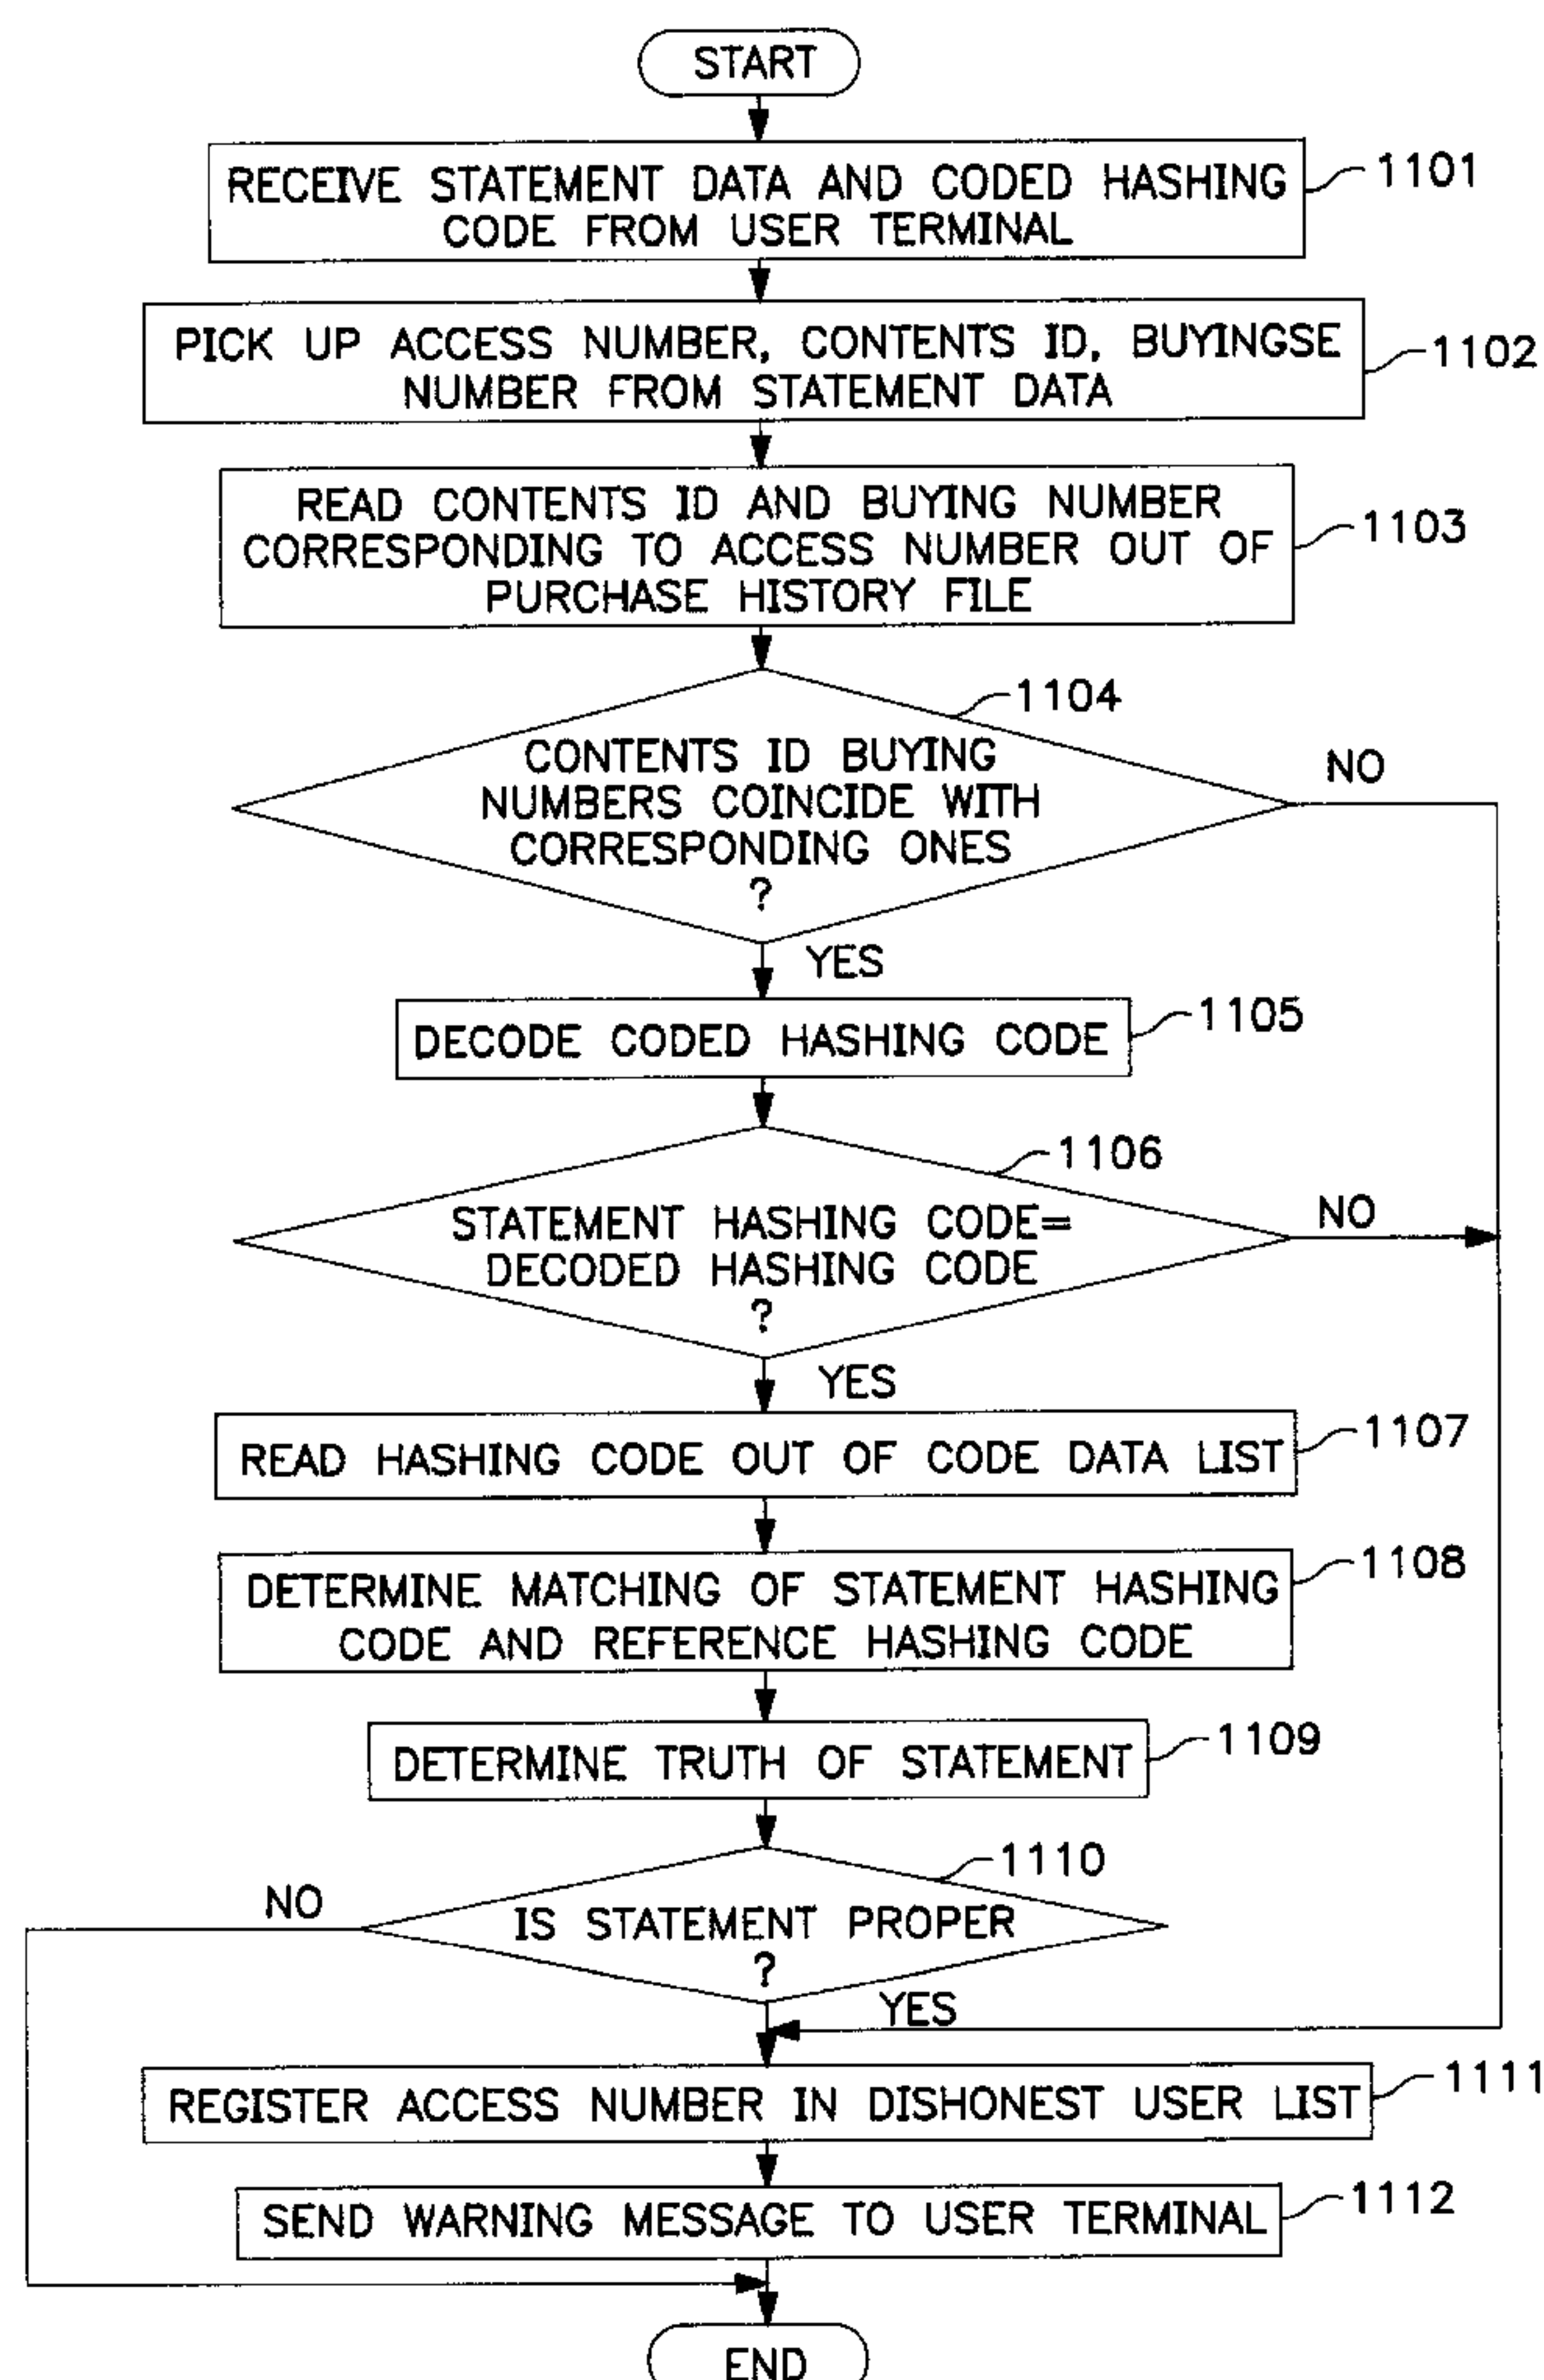 START
RECEIVE STATEMENT DATA AND CODED HASHING
CODE FROM USER TERMINAL
1101
PICK UP ACCESS NUMBER, CONTENTS ID, BUYINGSE
NUMBER FROM STATEMENT DATA
1102
READ CONTENTS ID AND BUYING NUMBER
CORRESPONDING TO ACCESS NUMBER OUT OF
PURCHASE HISTORY FILE
1103
1104
CONTENTS ID BUYING
NUMBERS COINCIDE WITH
CORRESPONDING ONES
?
NO
YES
DECODE CODED HASHING CODE
1105
1106
STATEMENT HASHING CODE=
DECODED HASHING CODE
?
NO
YES
READ HASHING CODE OUT OF CODE DATA LIST
1107
DETERMINE MATCHING OF STATEMENT HASHING
CODE AND REFERENCE HASHING CODE
1108
DETERMINE TRUTH OF STATEMENT
1109
1110
NO
IS STATEMENT PROPER
?
YES
REGISTER ACCESS NUMBER IN DISHONEST USER LIST
1111
SEND WARNING MESSAGE TO USER TERMINAL
1112
END